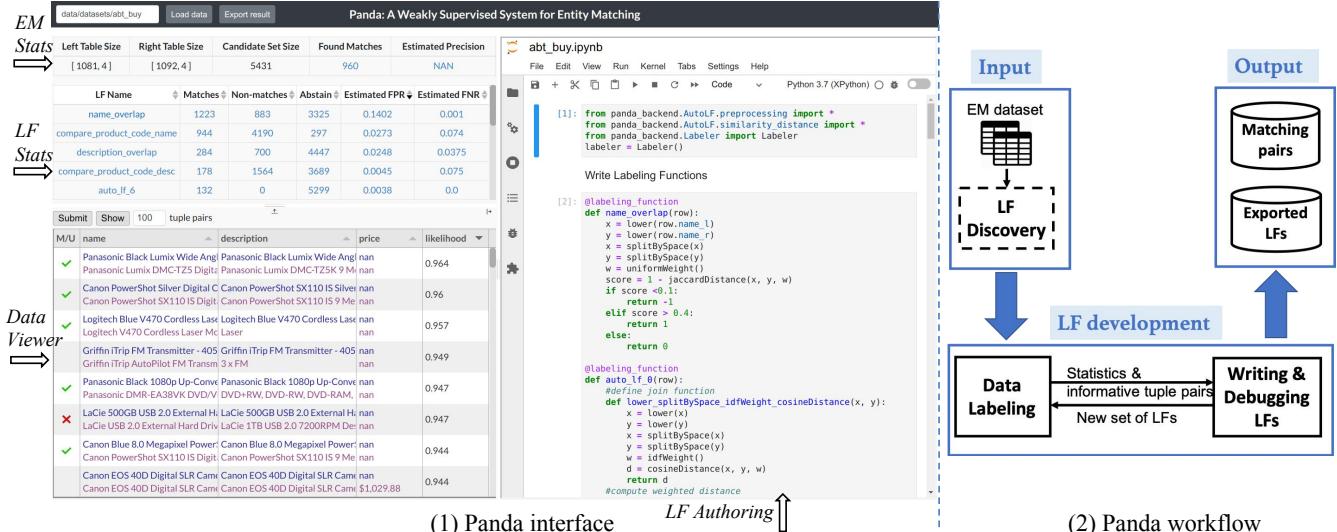 data/datasets/abt_buy Load data Export result Panda: A Weakly Supervised System for Entity Matching
EM
Stats
Left Table Size Right Table Size Candidate Set Size Found Matches Estimated Precision
[ 1081, 4 ] [ 1092, 4 ] 5431 960 NAN
LF Name Matches Non-matches Abstain Estimated FPR Estimated FNR
name_overlap 1223 883 3325 0.1402 0.001
compare_product_code_name 944 4190 297 0.0273 0.074
description_overlap 284 700 4447 0.0248 0.0375
compare_product_code_desc 178 1564 3689 0.0045 0.075
auto_lf_6 132 0 5299 0.0038 0.0
LF
Stats
Submit Show 100 tuple pairs
M/U name description price likelihood
Panasonic Black Lumix Wide Angl Panasonic Black Lumix Wide Angl nan
Panasonic Lumix DMC-TZ5 Digita Panasonic Lumix DMC-TZ5K 9 M nan
0.964
Canon PowerShot Silver Digital C Canon PowerShot SX110 IS Silver nan
Canon PowerShot SX110 IS Digit Canon PowerShot SX110 IS 9 Me nan
0.96
Logitech Blue V470 Cordless Lase Logitech Blue V470 Cordless Lase nan
Logitech V470 Cordless Laser Mc Laser nan
0.957
Griffin iTrip FM Transmitter - 405 Griffin iTrip FM Transmitter - 405 nan
Griffin iTrip AutoPilot FM Transm 3 x FM nan
0.949
Panasonic Black 1080p Up-Conve Panasonic Black 1080p Up-Conve nan
Panasonic DMR-EA38VK DVD/V DVD+RW, DVD-RW, DVD-RAM, nan
0.947
LaCie 500GB USB 2.0 External Ha LaCie 500GB USB 2.0 External Ha nan
LaCie USB 2.0 External Hard Driv LaCie 1TB USB 2.0 7200RPM De nan
0.947
Canon Blue 8.0 Megapixel Power Canon Blue 8.0 Megapixel Power nan
Canon PowerShot SX110 IS Digit Canon PowerShot SX110 IS 9 Me nan
0.944
Canon EOS 40D Digital SLR Came Canon EOS 40D Digital SLR Came nan
Canon EOS 40D Digital SLR Came Canon EOS 40D Digital SLR Came $1,029.88
0.944
Data
Viewer
abt_buy.ipynb
File Edit View Run Kernel Tabs Settings Help
Code Python 3.7 (XPython)
[1]: from panda_backend.AutoLF.preprocessing import *
from panda_backend.AutoLF.similarity_distance import *
from panda_backend.Labeler import Labeler
labeler = Labeler()
Write Labeling Functions
[2]: @labeling_function
def name_overlap(row):
x = lower(row.name_l)
y = lower(row.name_r)
x = splitBySpace(x)
y = splitBySpace(y)
w = uniformWeight()
score = 1 - jaccardDistance(x, y, w)
if score <0.1:
return -1
elif score > 0.4:
return 1
else:
return 0
@labeling_function
def auto_lf_0(row):
#define join function
def lower_splitBySpace_idfWeight_cosineDistance(x, y):
x = lower(x)
y = lower(y)
x = splitBySpace(x)
y = splitBySpace(y)
w = idfWeight()
d = cosineDistance(x, y, w)
return d
#compute weighted distance
LF Authoring
(1) Panda interface
Input
EM dataset
LF
Discovery
Output
Matching
pairs
Exported
LFs
LF development
Data
Labeling
Statistics &
informative tuple pairs
New set of LFs
Writing &
Debugging
LFs
(2) Panda workflow